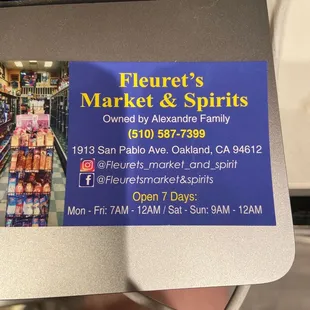 Fleuret's
Market & Spirits
Owned by Alexandre Family
(510) 587-7399
1913 San Pablo Ave. Oakland, CA 94612
@Fleurets_market_and_spirit
@Fleuretsmarket&spirits
Open 7 Days:
Mon - Fri: 7AM - 12AM / Sat - Sun: 9AM - 12AM